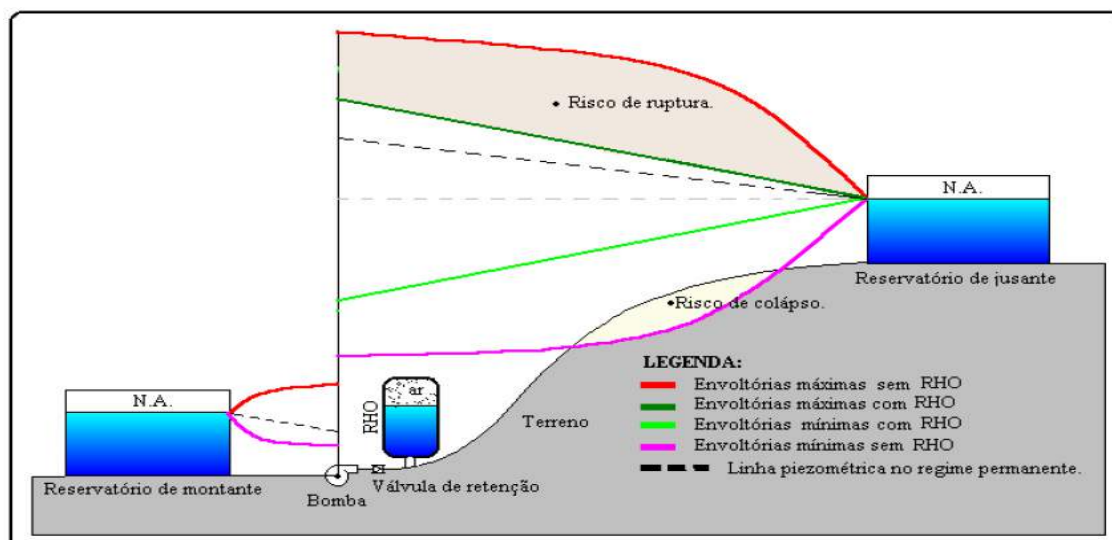 Risco de ruptura.
N.A.
Reservatório de jusante
Risco de colápso.
LEGENDA:
Envoltórias máximas sem RHO
Envoltórias máximas com RHO
Envoltórias mínimas com RHO
Envoltórias mínimas sem RHO
Linha piezométrica no regime permanente.
N.A.
Reservatório de montante
RHO
ar
Terreno
Válvula de retenção
Bomba